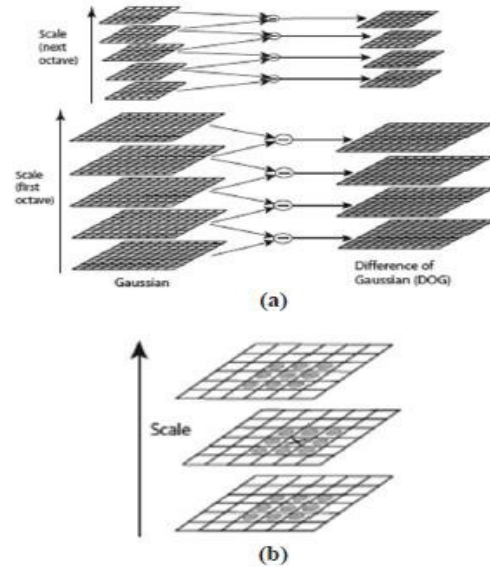 Scale
(next
octave)
Scale
(first
octave)
Gaussian
Difference of
Gaussian (DOG)
(a)
Scale
(b)